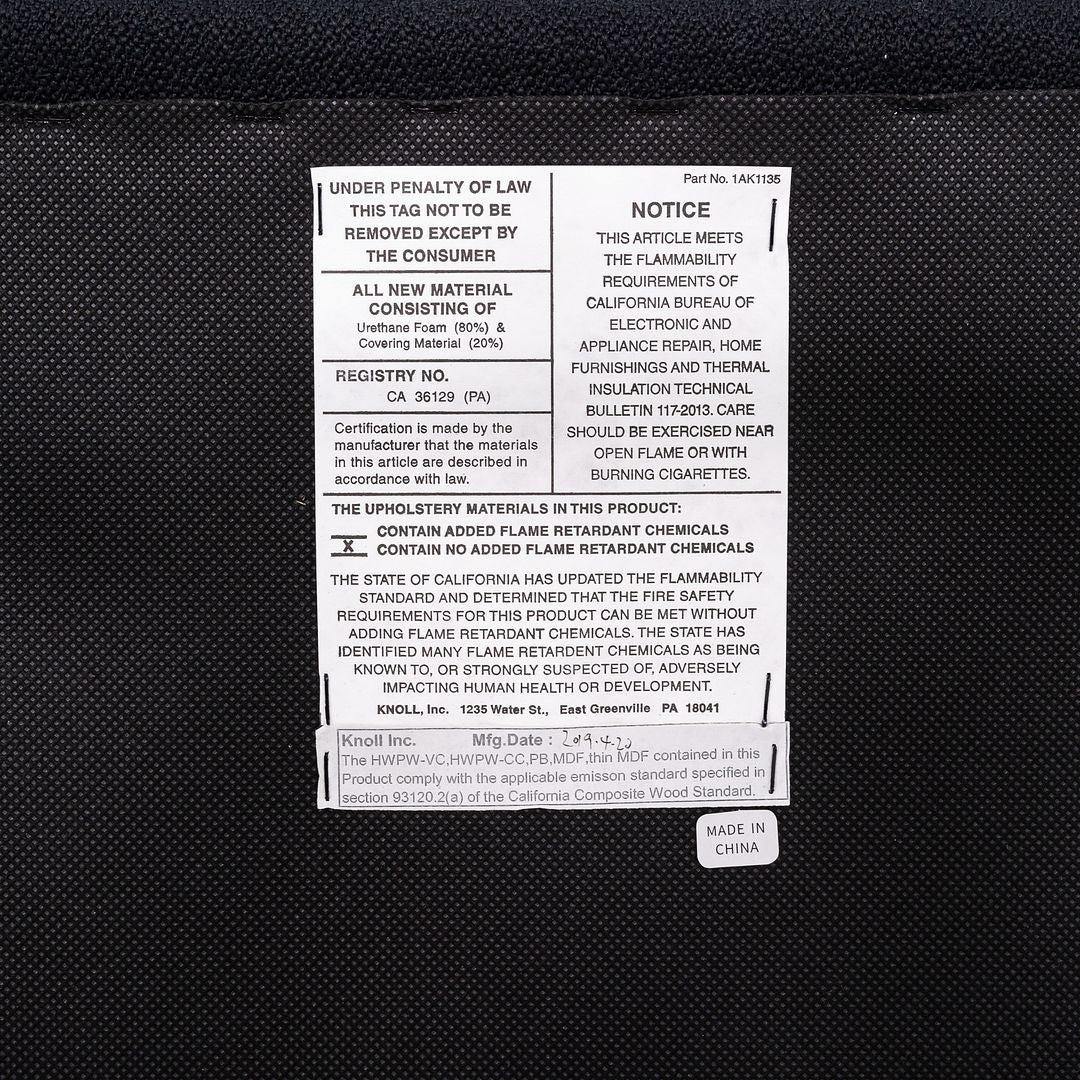 UNDER PENALTY OF LAW
THIS TAG NOT TO BE
REMOVED EXCEPT BY
THE CONSUMER
ALL NEW MATERIAL
CONSISTING OF
Urethane Foam (80%) &
Covering Material (20%)
REGISTRY NO.
CA 36129 (PA)
Certification is made by the
manufacturer that the materials
in this article are described in
accordance with law.
Part No. 1AK1135
NOTICE
THIS ARTICLE MEETS
THE FLAMMABILITY
REQUIREMENTS OF
CALIFORNIA BUREAU OF
ELECTRONIC AND
APPLIANCE REPAIR, HOME
FURNISHINGS AND THERMAL
INSULATION TECHNICAL
BULLETIN 117-2013. CARE
SHOULD BE EXERCISED NEAR
OPEN FLAME OR WITH
BURNING CIGARETTES.
THE UPHOLSTERY MATERIALS IN THIS PRODUCT:
CONTAIN ADDED FLAME RETARDANT CHEMICALS
X CONTAIN NO ADDED FLAME RETARDANT CHEMICALS
THE STATE OF CALIFORNIA HAS UPDATED THE FLAMMABILITY
STANDARD AND DETERMINED THAT THE FIRE SAFETY
REQUIREMENTS FOR THIS PRODUCT CAN BE MET WITHOUT
ADDING FLAME RETARDANT CHEMICALS. THE STATE HAS
IDENTIFIED MANY FLAME RETARDENT CHEMICALS AS BEING
KNOWN TO, OR STRONGLY SUSPECTED OF, ADVERSELY
IMPACTING HUMAN HEALTH OR DEVELOPMENT.
KNOLL, Inc. 1235 Water St., East Greenville PA 18041
Knoll Inc. Mfg.Date : 2019.4.20
The HWPW-VC,HWPW-CC,PB,MDF,thin MDF contained in this
Product comply with the applicable emisson standard specified in
section 93120.2(a) of the California Composite Wood Standard.
MADE IN
CHINA